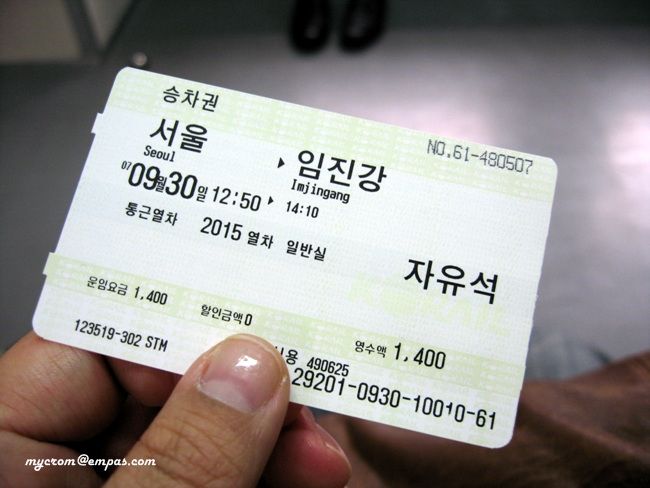 승차권
NO.61-480507
서울 ▶ 임진강
Seoul Imjingang
07 09월30일 12:50 ▶ 14:10
통근열차 2015 열차 일반실
자유석
운임요금 1,400 할인금액0 영수액 1,400
123519-302 STM 490625
29201-0930-10010-61
mycrom@empas.com